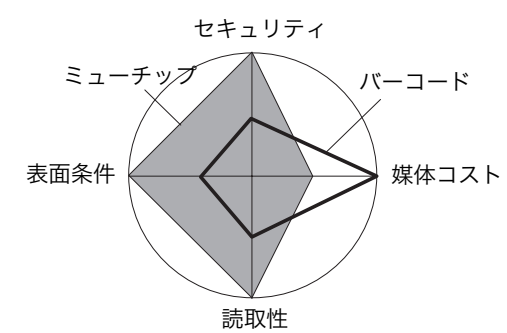 セキュリティ
ミューチップ
バーコード
表面条件
媒体コスト
読取性